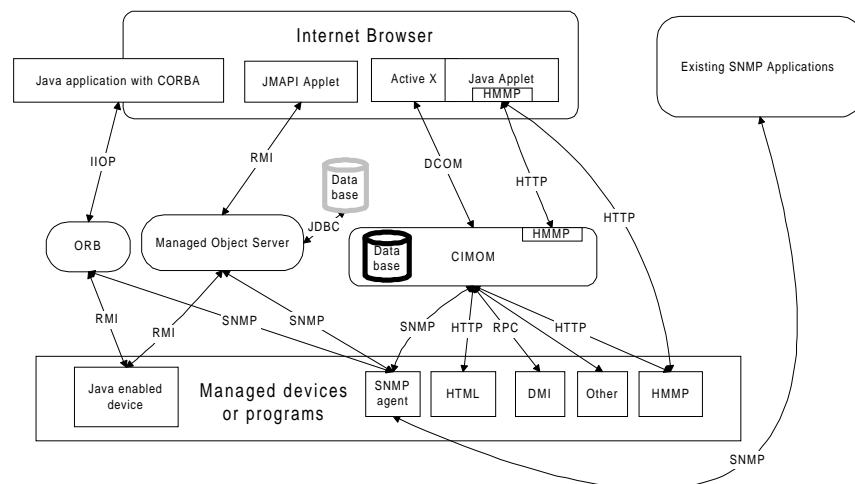 Internet Browser
Java application with CORBA
JMAPI Applet
Active X
Java Applet
HMMP
Existing SNMP Applications
IIOP
RMI
DCOM
HTTP
HTTP
Data
base
JDBC
ORB
Managed Object Server
HMMP
Data
base
CIMOM
RMI
RMI
SNMP
SNMP
SNMP
HTTP
RPC
HTTP
Java enabled
device
Managed devices
or programs
SNMP
agent
HTML
DMI
Other
HMMP
SNMP